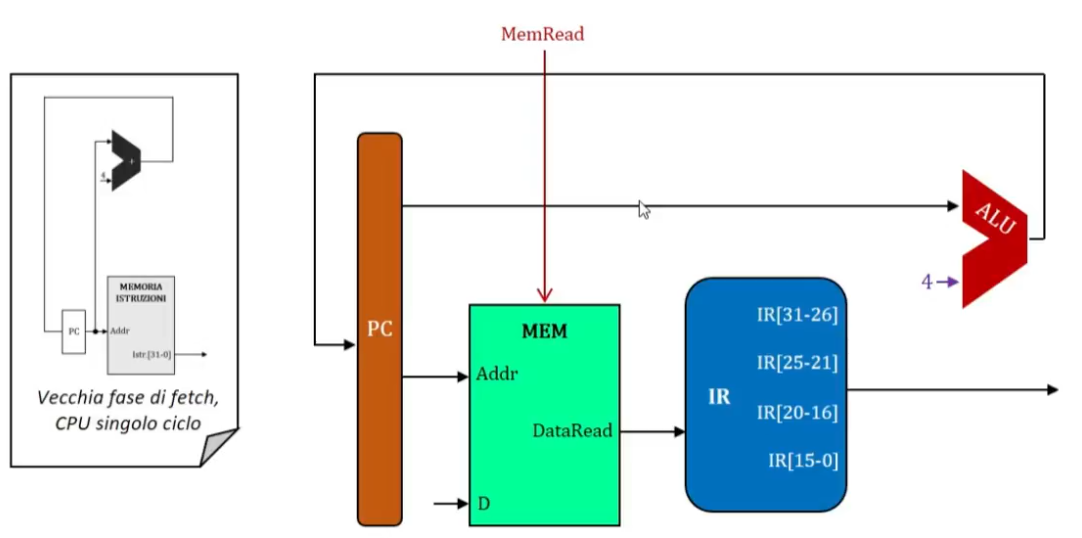 MemRead
4
+
MEMORIA
ISTRUZIONI
PC
Addr
Istr.[31-0]
Vecchia fase di fetch,
CPU singolo ciclo
PC
MEM
Addr
DataRead
D
IR
IR[31-26]
IR[25-21]
IR[20-16]
IR[15-0]
ALU
4